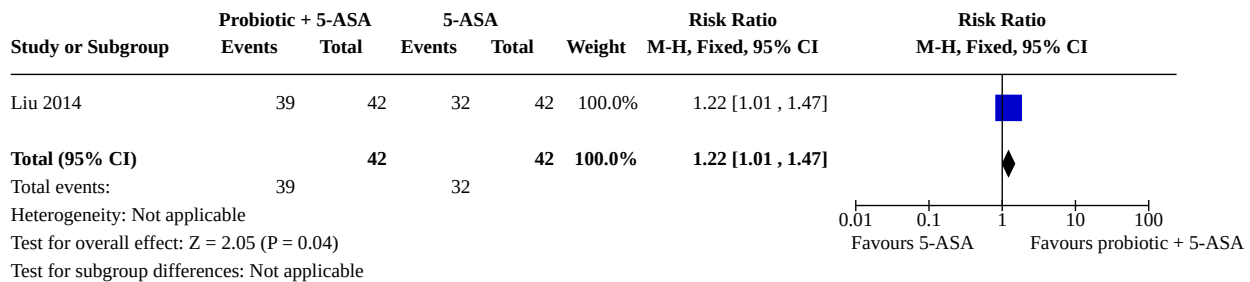 Probiotic + 5-ASA 5-ASA Risk Ratio Risk Ratio
Study or Subgroup Events Total Events Total Weight M-H, Fixed, 95% CI M-H, Fixed, 95% CI
Liu 2014 39 42 32 42 100.0% 1.22 [1.01 , 1.47]
Total (95% CI) 42 42 100.0% 1.22 [1.01 , 1.47]
Total events: 39 32
Heterogeneity: Not applicable
0.01 0.1 1 10 100
Test for overall effect: Z = 2.05 (P = 0.04) Favours 5-ASA Favours probiotic + 5-ASA
Test for subgroup differences: Not applicable